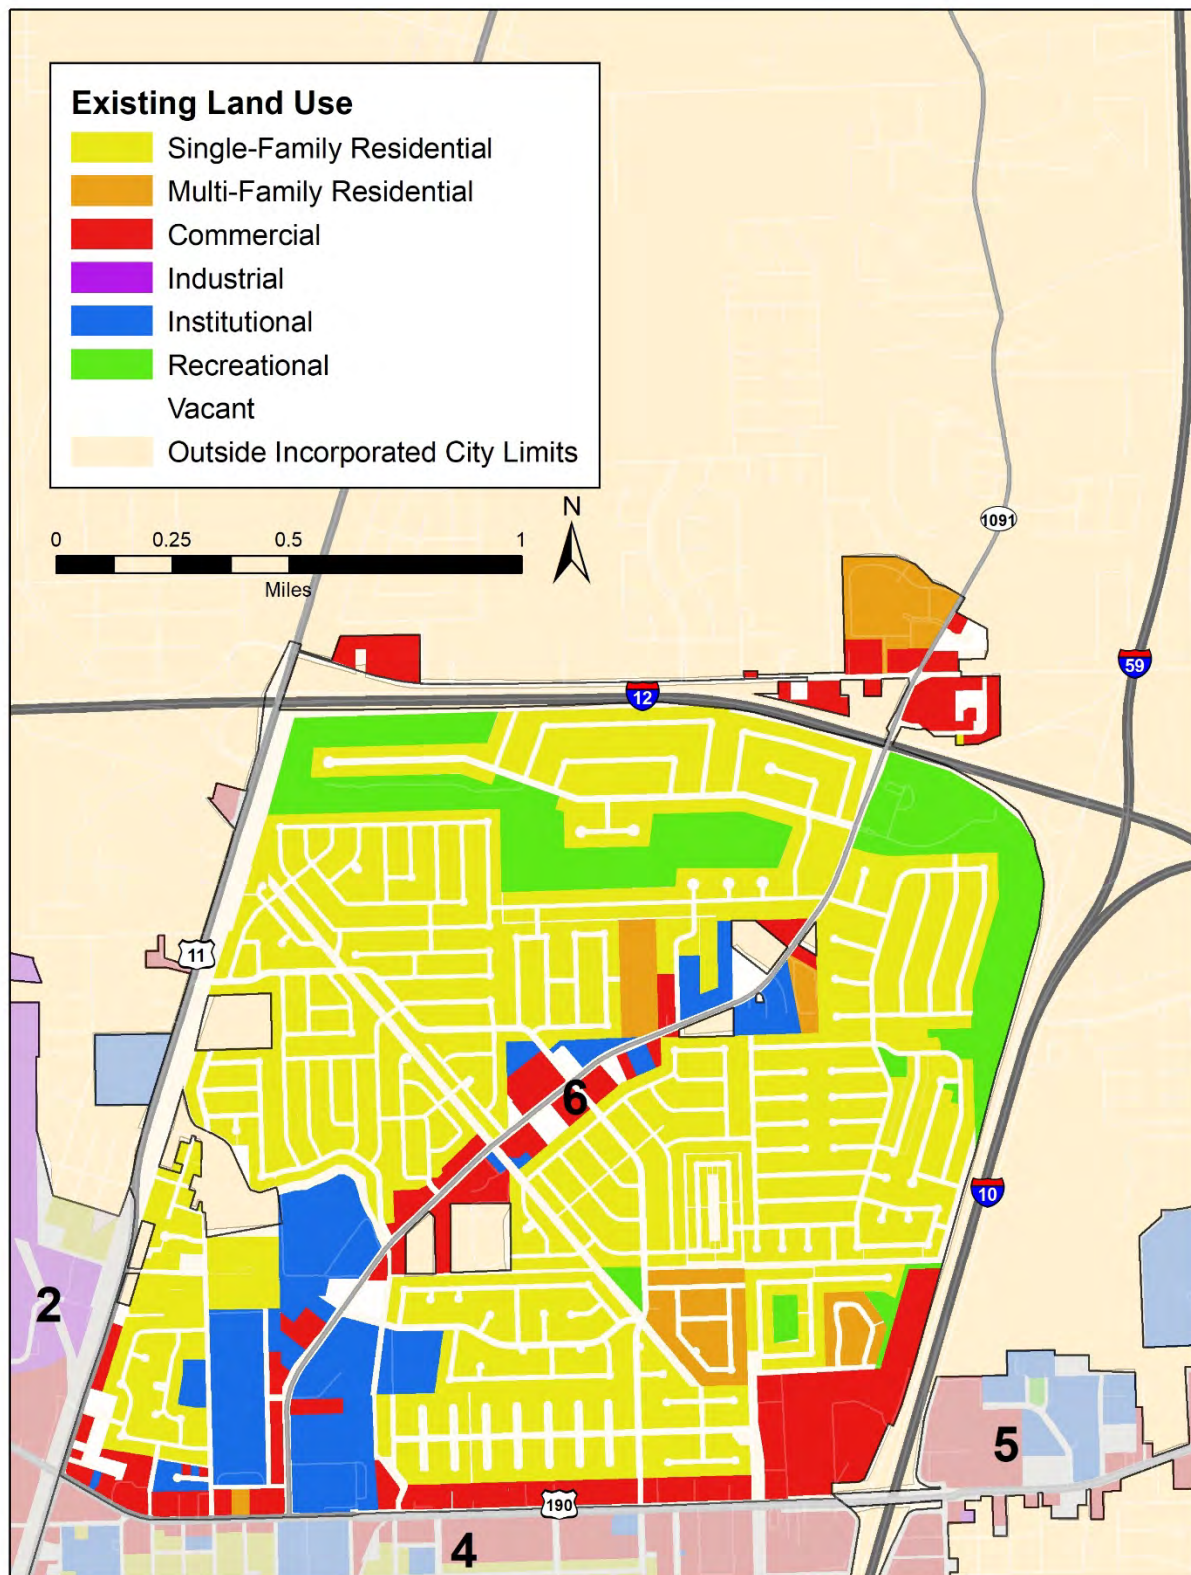 Existing Land Use
Single-Family Residential
Multi-Family Residential
Commercial
Industrial
Institutional
Recreational
Vacant
Outside Incorporated City Limits
N
0 0.25 0.5 1
Miles
1091
59
12
11
6
10
2
5
190
4